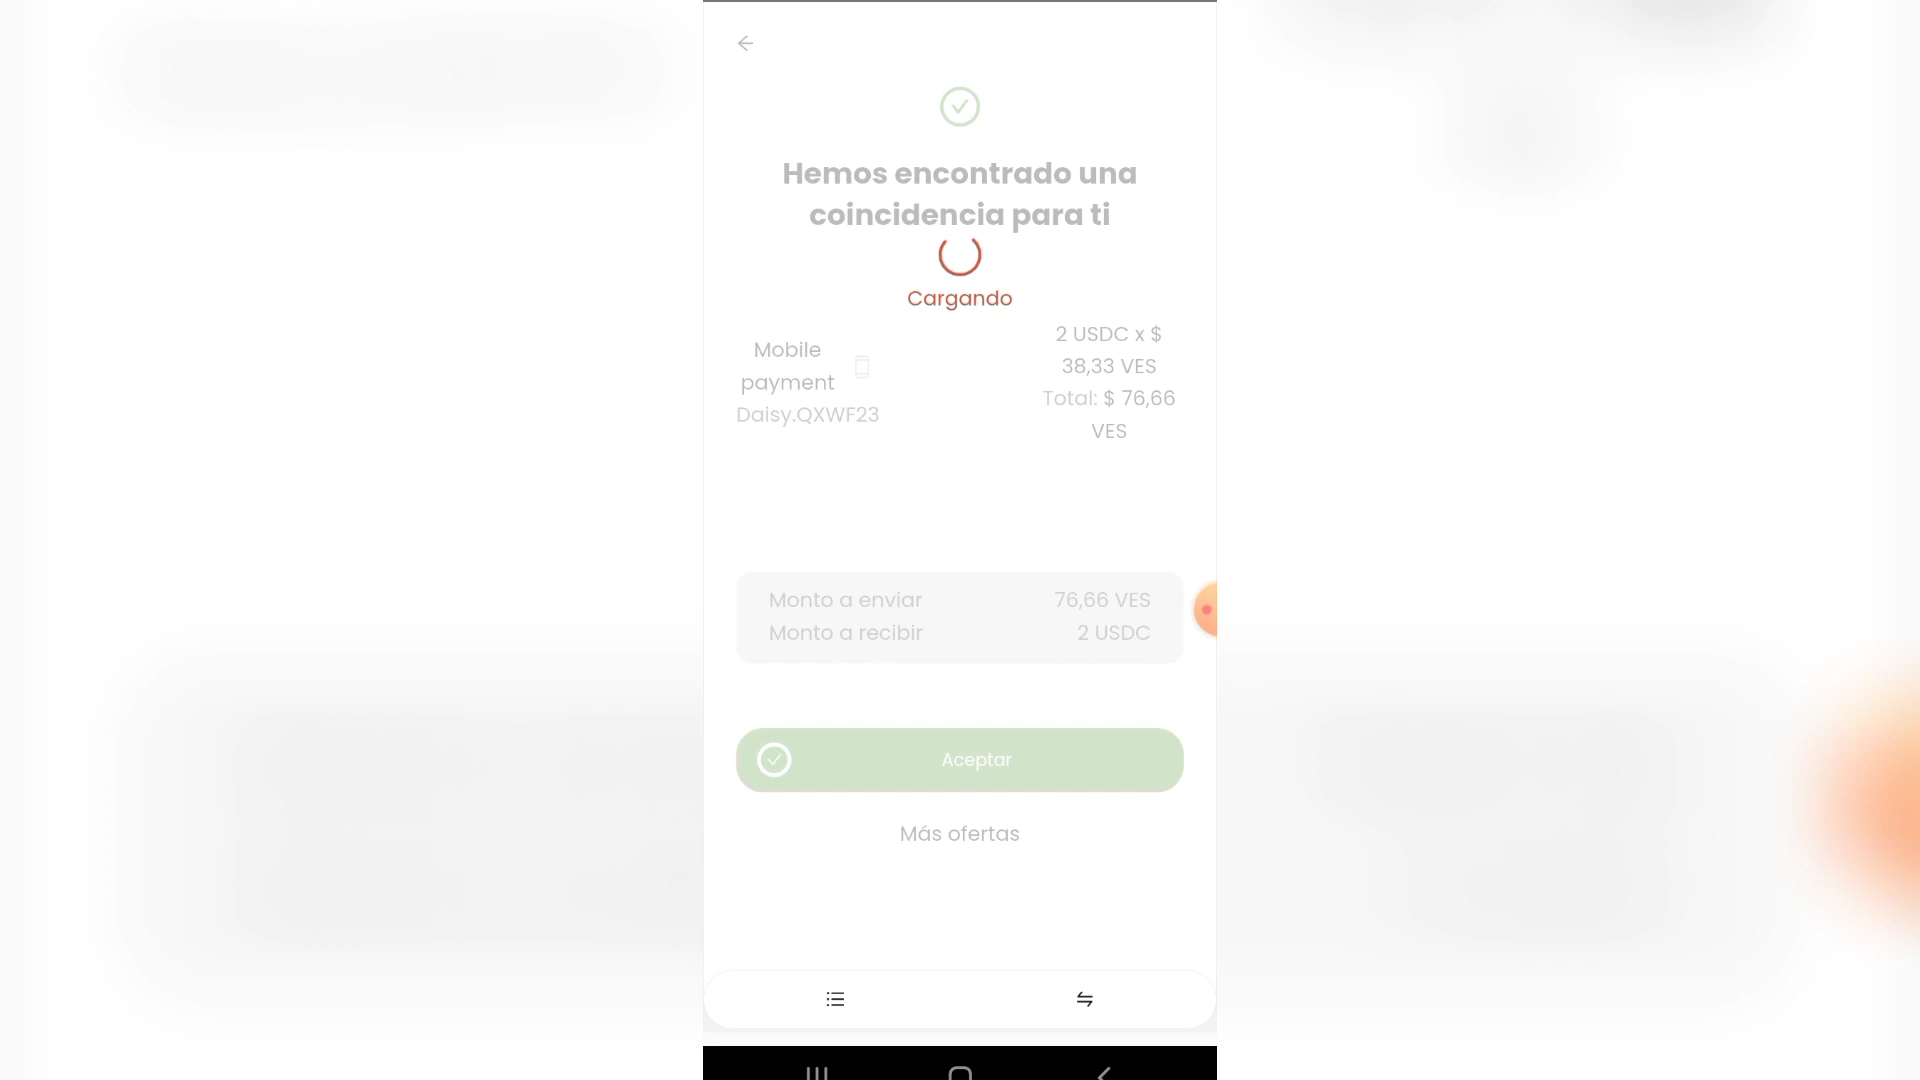 Hemos encontrado una
coincidencia para ti
Cargando
Mobile
payment
Daisy.QXWF23
2 USDC x $
38,33 VES
Total: $ 76,66
VES
Monto a enviar 76,66 VES
Monto a recibir 2 USDC
Aceptar
Más ofertas